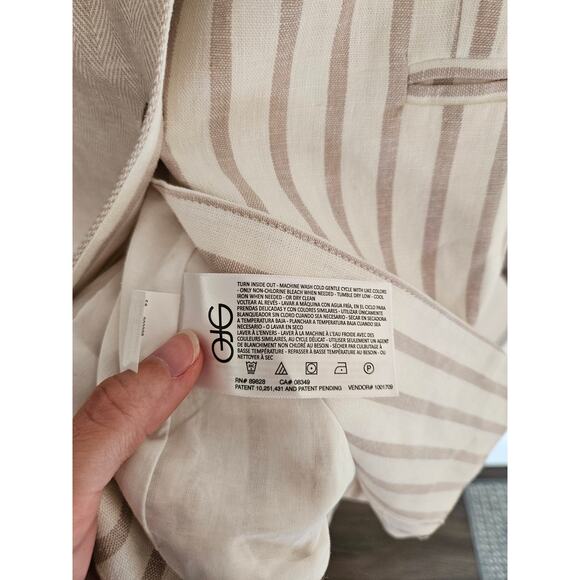 TURN INSIDE OUT - MACHINE WASH COLD GENTLE CYCLE WITH LIKE COLORS
- ONLY NON-CHLORINE BLEACH WHEN NEEDED - TUMBLE DRY LOW - COOL
IRON WHEN NEEDED - OR DRY CLEAN
VOLTEAR AL REVÉS - LAVAR A MÁQUINA CON AGUA FRÍA, EN EL CICLO PARA
PRENDAS DELICADAS Y CON COLORES SIMILARES - UTILIZAR ÚNICAMENTE
BLANQUEADOR SIN CLORO CUANDO SEA NECESARIO - SECAR EN SECADORA
A TEMPERATURA BAJA - PLANCHAR A TEMPERATURA BAJA CUANDO SEA
NECESARIO - O LAVAR EN SECO
LAVER À L'ENVERS - LAVER À LA MACHINE À L'EAU FROIDE AVEC DES
COULEURS SIMILAIRES AU CYCLE DÉLICAT - UTILISER SEULEMENT UN AGENT
DE BLANCHIMENT NON CHLORÉ AU BESOIN - SÉCHER PAR CULBUTAGE À
BASSE TEMPÉRATURE - REPASSER À BASSE TEMPÉRATURE AU BESOIN - OU
NETTOYER À SEC
RN# 89828 CA# 08349
PATENT 10,251,431 AND PATENT PENDING VENDOR# 1001709